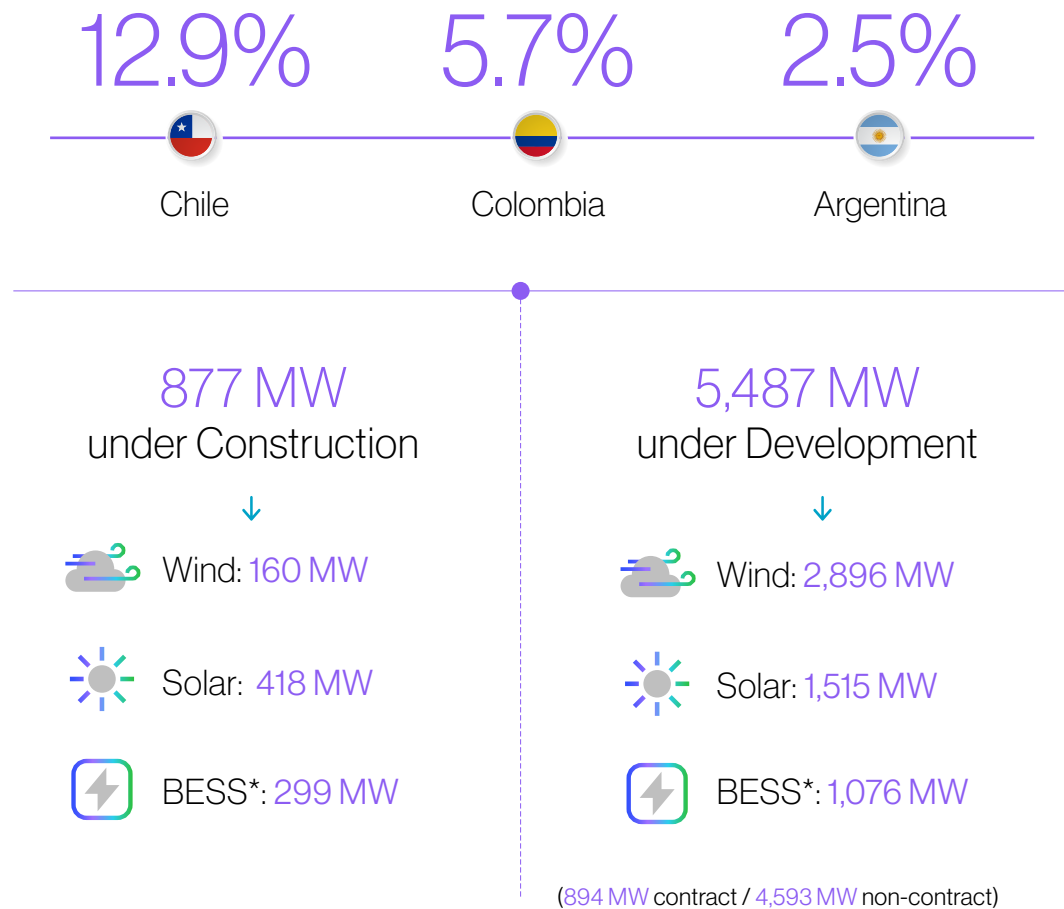 12.9%
5.7%
2.5%
Chile
Colombia
Argentina
877 MW
under Construction
Wind: 160 MW
Solar: 418 MW
BESS*: 299 MW
5,487 MW
under Development
Wind: 2,896 MW
Solar: 1,515 MW
BESS*: 1,076 MW
(894 MW contract / 4,593 MW non-contract)